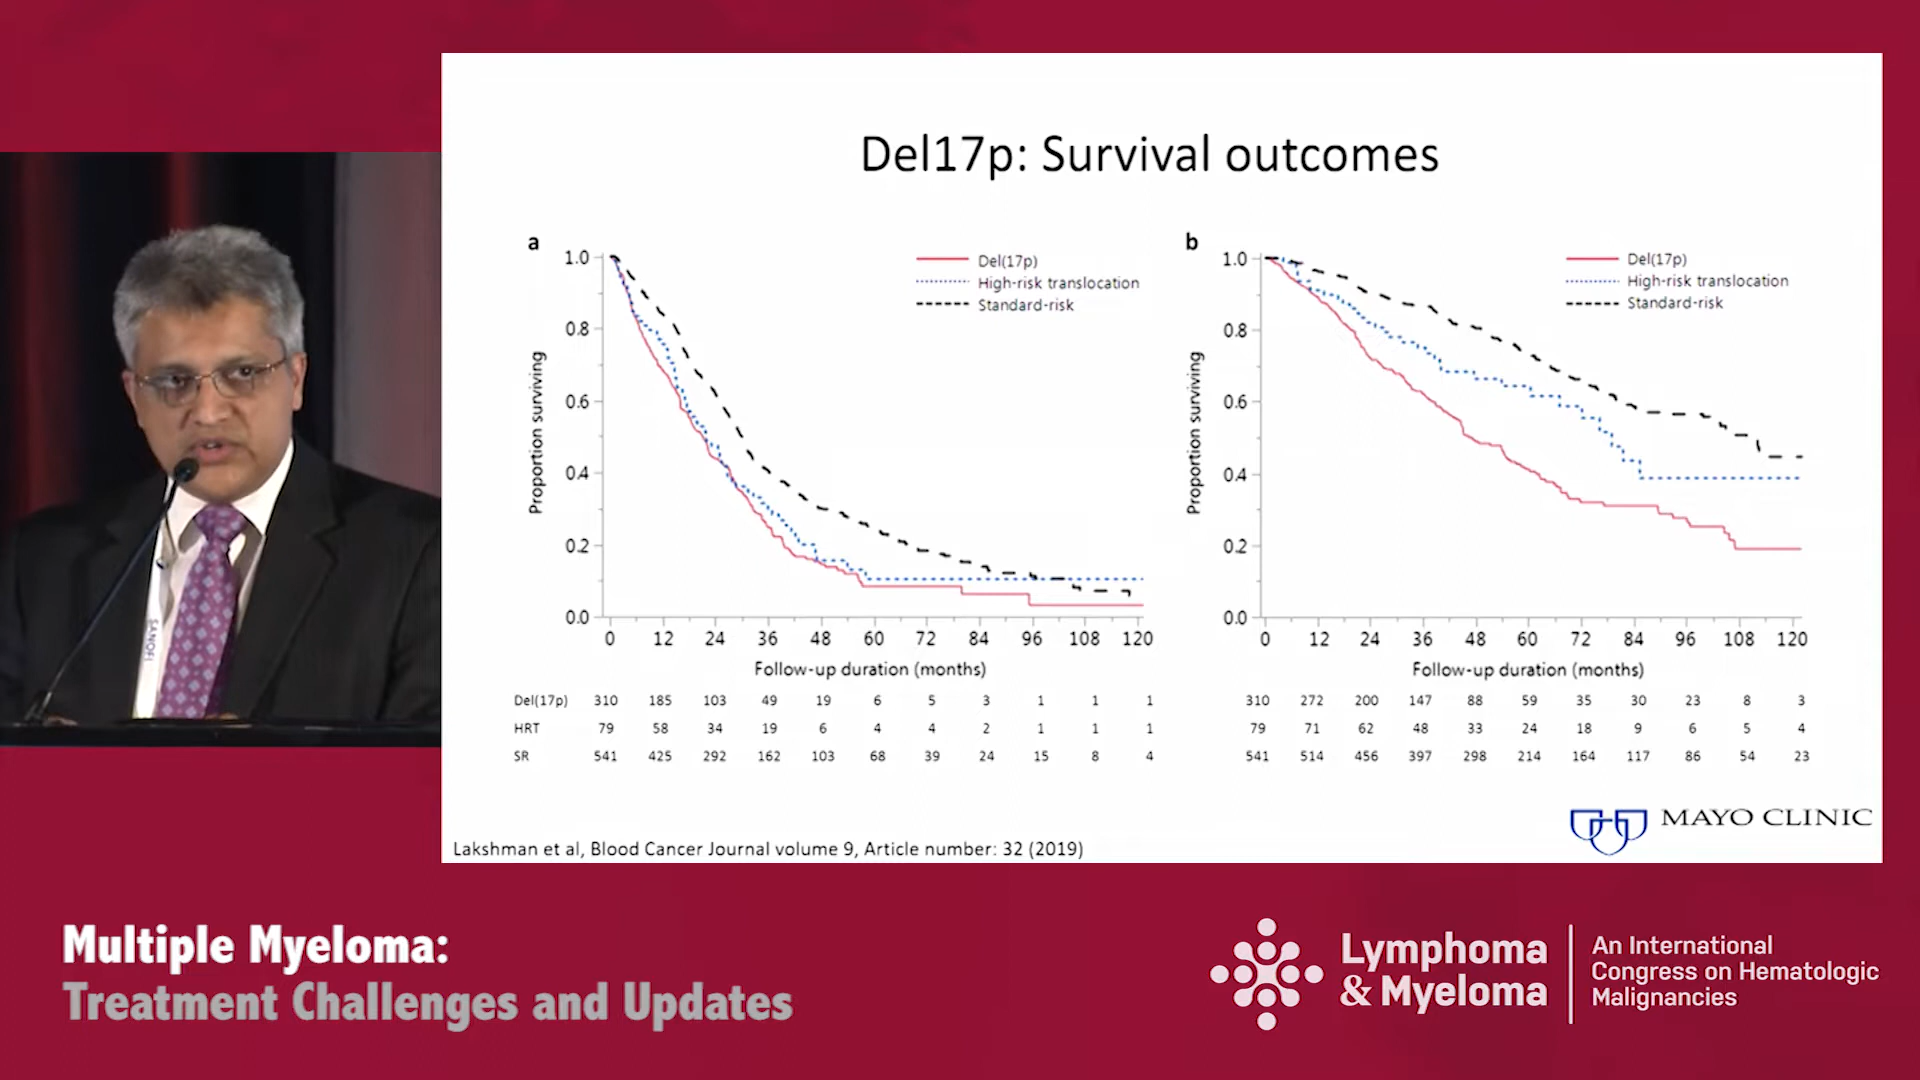 Del17p: Survival outcomes
a
1.0
0.8
0.6
0.4
0.2
0.0
Proportion surviving
Del(17p)
High-risk translocation
Standard-risk
0 12 24 36 48 60 72 84 96 108 120
Follow-up duration (months)
Del(17p) 310 185 103 49 19 6 5 3 1 1 1
HRT 79 58 34 19 6 4 4 2 1 1 1
SR 541 425 292 162 103 68 39 24 15 8 4
b
1.0
0.8
0.6
0.4
0.2
0.0
Proportion surviving
Del(17p)
High-risk translocation
Standard-risk
0 12 24 36 48 60 72 84 96 108 120
Follow-up duration (months)
310 272 200 147 88 59 35 30 23 8 3
79 71 62 48 33 24 18 9 6 5 4
541 514 456 397 298 214 164 117 86 54 23
MAYO CLINIC
Lakshman et al, Blood Cancer Journal volume 9, Article number: 32 (2019)
SANOFI
Multiple Myeloma:
Treatment Challenges and Updates
Lymphoma
& Myeloma
An International
Congress on Hematologic
Malignancies